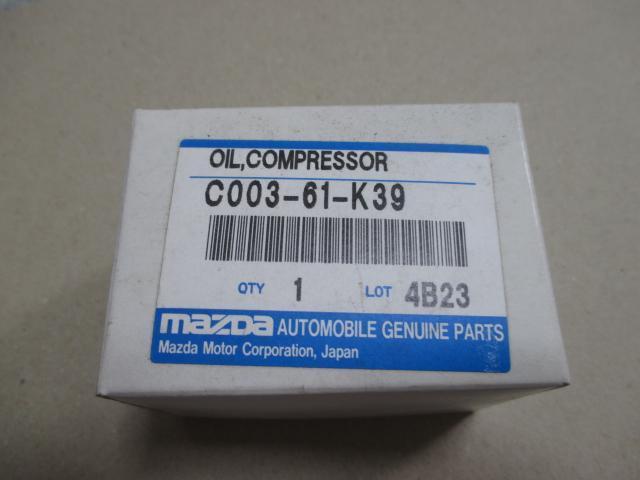 OIL,COMPRESSOR
C003-61-K39
QTY 1 LOT 4B23
mazda AUTOMOBILE GENUINE PARTS
Mazda Motor Corporation, Japan